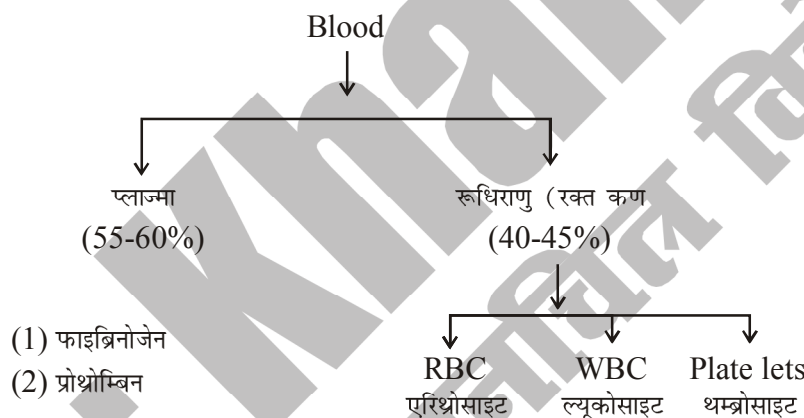 Blood
प्लाज्मा
(55-60%)
रूधिराणु (रक्त कण
(40-45%)
(1) फाइब्रिनोजेन
(2) प्रोथ्रोम्बिन
RBC
एरिथ्रोसाइट
WBC
ल्यूकोसाइट
Plate lets
थम्ब्रोसाइट